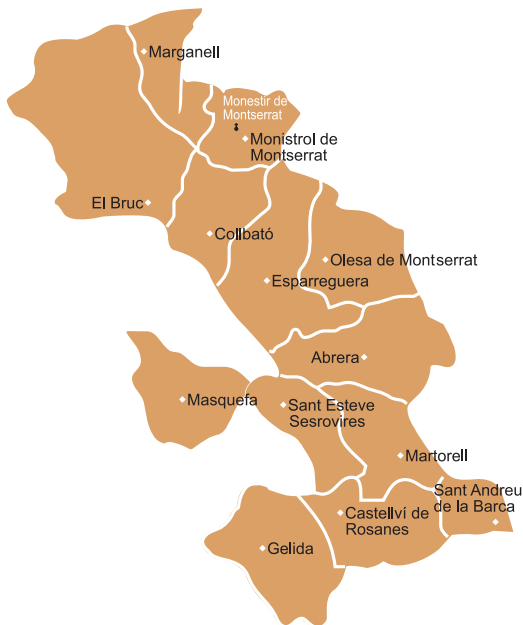 Marganell
Monestir de
Montserrat
Monistrol de
Montserrat
El Bruc
Collbató
Olesa de Montserrat
Esparreguera
Abrera
Masquefa
Sant Esteve
Sesrovires
Martorell
Sant Andreu
de la Barca
Castellví de
Rosanes
Gelida